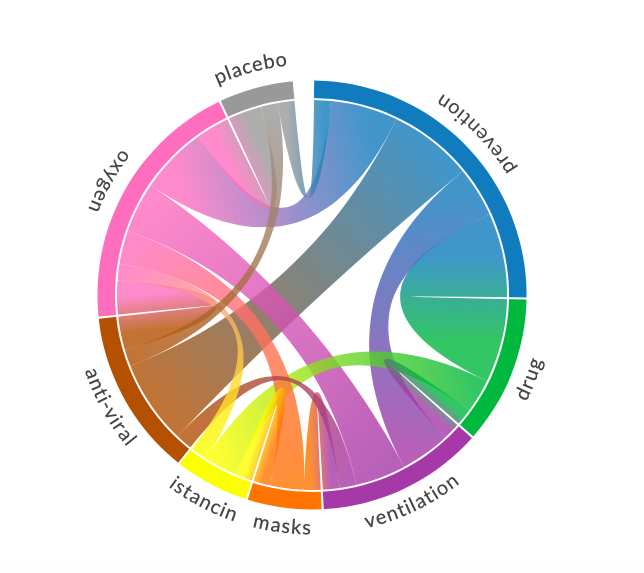 placebo
prevention
oxygen
drug
anti-viral
istancin
masks
ventilation